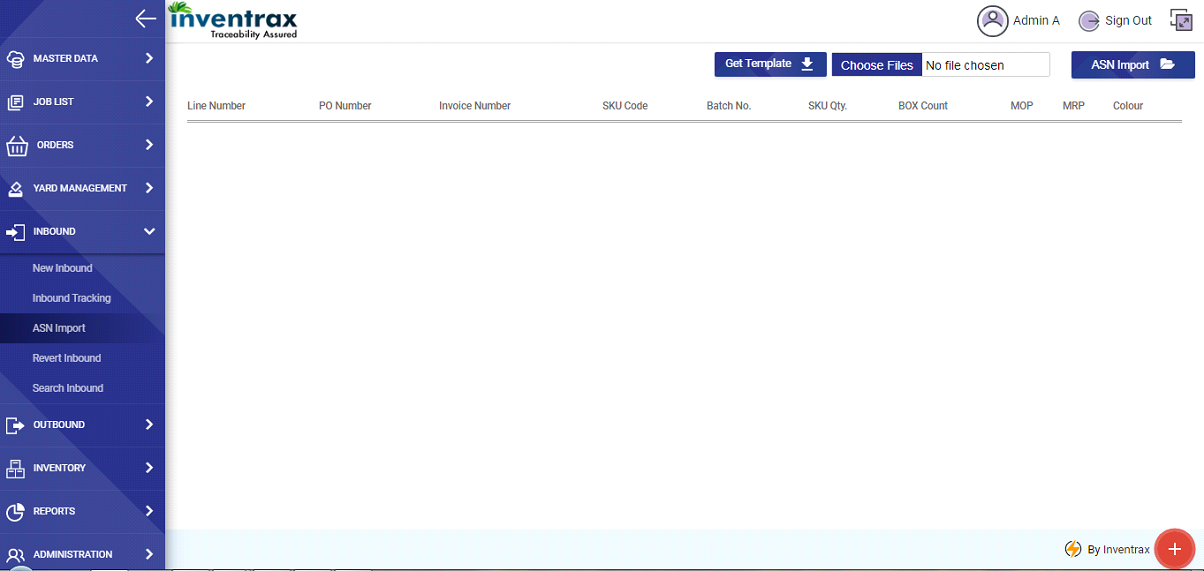 inventrax
Traceability Assured
Admin A
Sign Out
MASTER DATA
JOB LIST
ORDERS
YARD MANAGEMENT
INBOUND
New Inbound
Inbound Tracking
ASN Import
Revert Inbound
Search Inbound
OUTBOUND
INVENTORY
REPORTS
ADMINISTRATION
Get Template
Choose Files No file chosen
ASN Import
Line Number PO Number Invoice Number SKU Code Batch No. SKU Qty. BOX Count MOP MRP Colour
By Inventrax